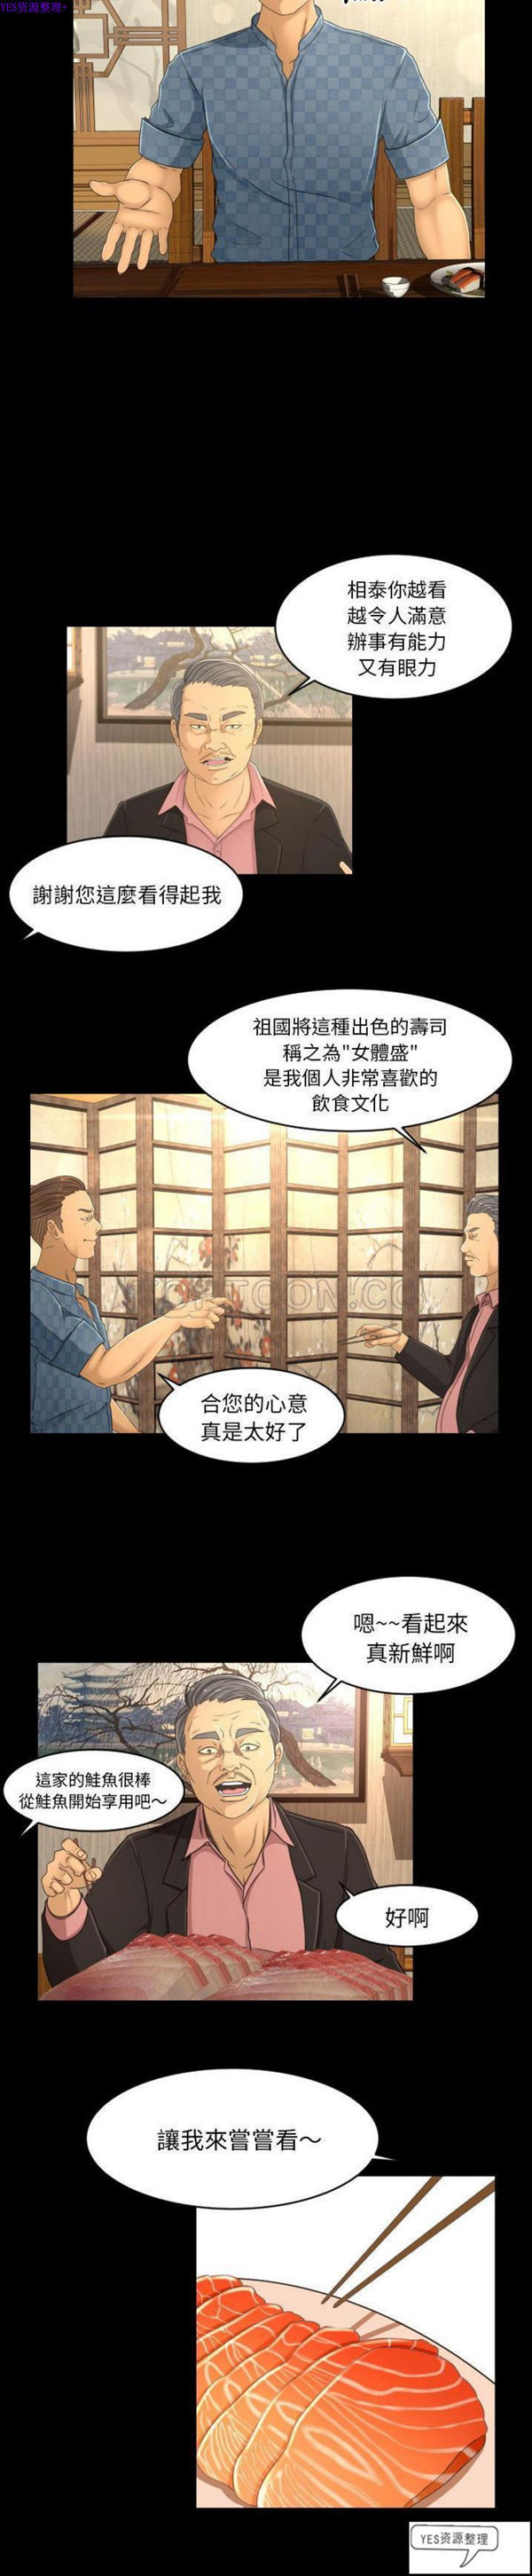 YES资源整理+
相泰你越看
越令人滿意
辦事有能力
又有眼力
謝謝您這麼看得起我
祖國將這種出色的壽司
稱之為"女體盛"
是我個人非常喜歡的
飲食文化
合您的心意
真是太好了
嗯~~看起來
真新鮮啊
這家的鮭魚很棒
從鮭魚開始享用吧～
好啊
讓我來嘗嘗看～
YES资源整理